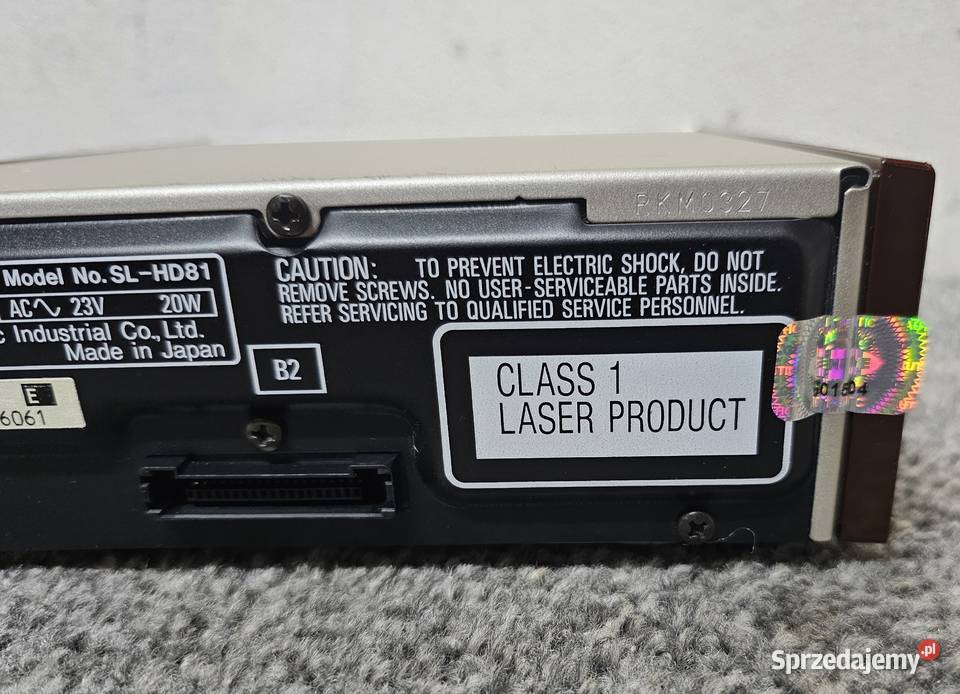 RKM0327
Model No. SL-HD81
AC 23V 20W
c Industrial Co., Ltd.
Made in Japan
CAUTION: TO PREVENT ELECTRIC SHOCK, DO NOT
REMOVE SCREWS. NO USER-SERVICEABLE PARTS INSIDE.
REFER SERVICING TO QUALIFIED SERVICE PERSONNEL.
B2
E
6061
CLASS 1
LASER PRODUCT
Sprzedajemy.pl